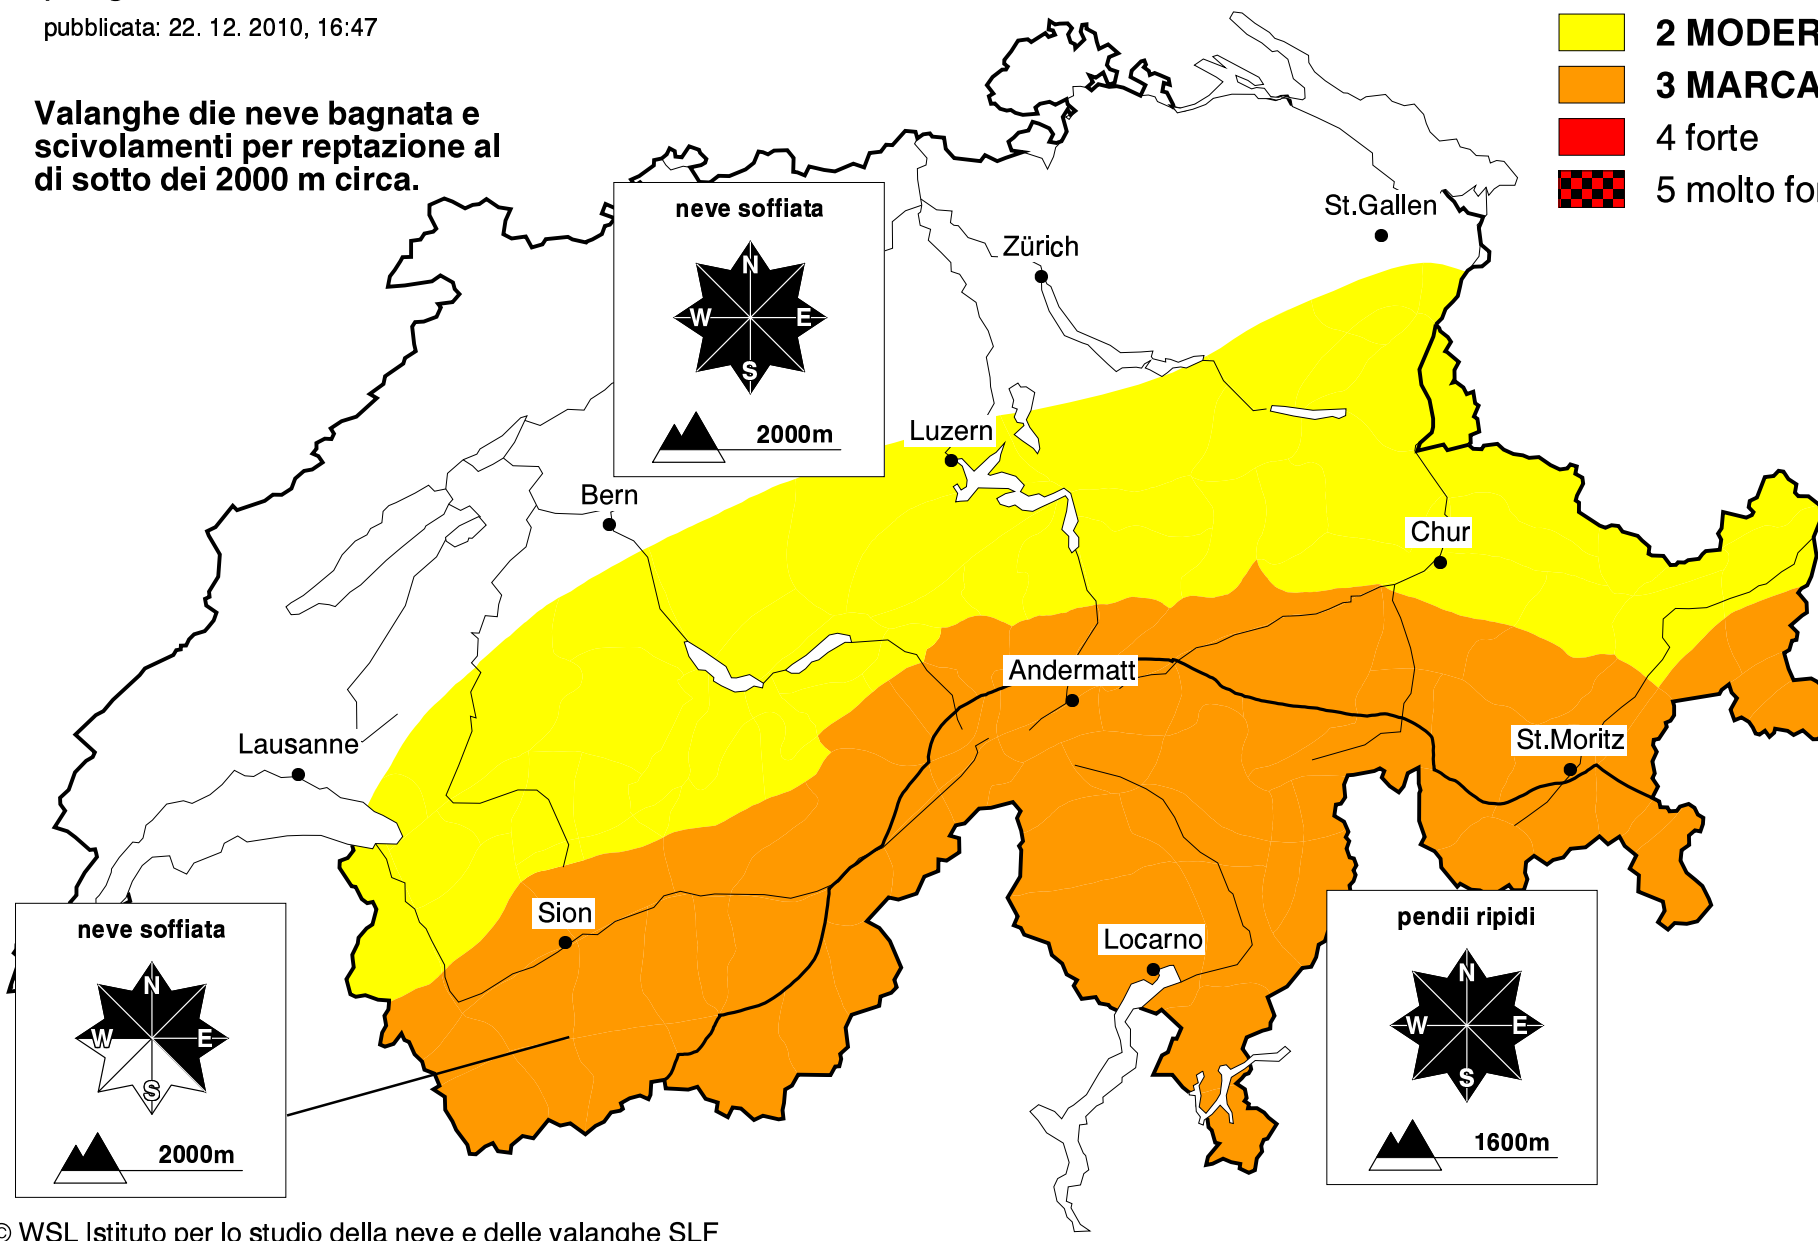 pubblicata: 22. 12. 2010, 16:47
Valanghe die neve bagnata e
scivolamenti per reptazione al
di sotto dei 2000 m circa.
2 MODER
3 MARCA
4 forte
5 molto for
neve soffiata
N
W E
S
2000m
St.Gallen
Zürich
Luzern
Bern
Chur
Andermatt
St.Moritz
Lausanne
Sion
Locarno
neve soffiata
N
W E
S
2000m
pendii ripidi
N
W E
S
1600m
© WSL Istituto per lo studio della neve e delle valanghe SLF